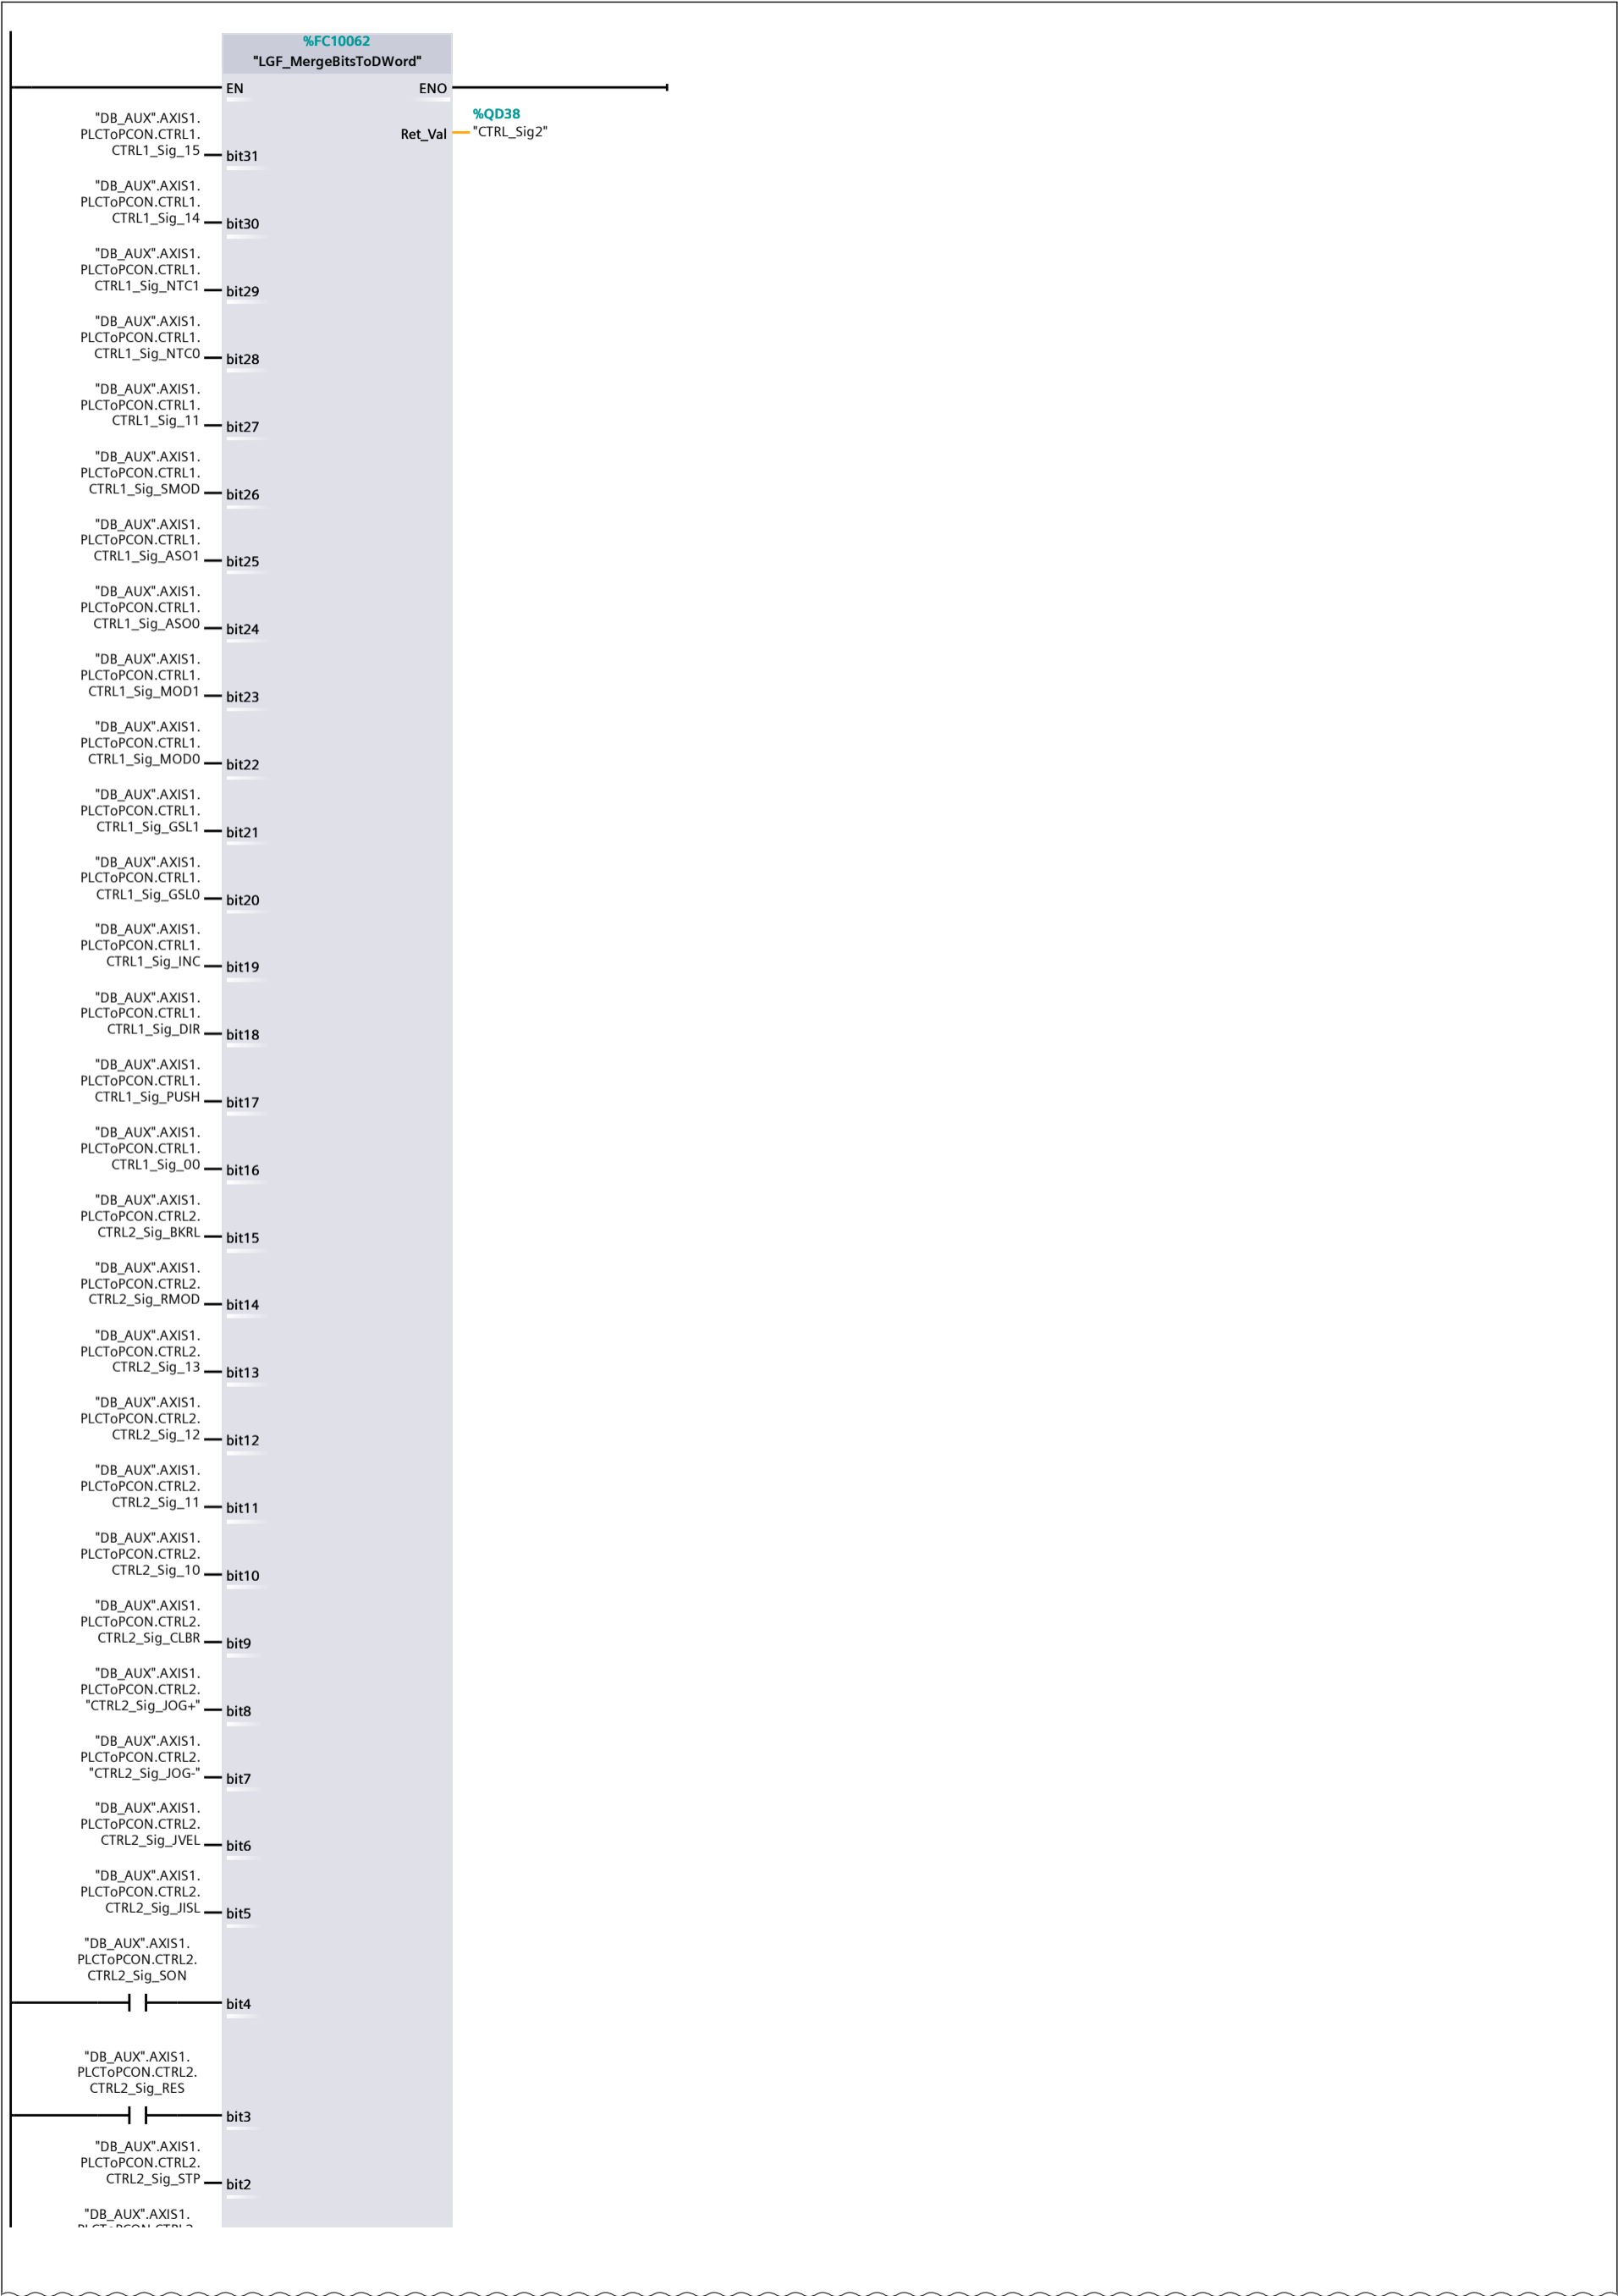 %FC10062
"LGF_MergeBitsToDWord"
EN ENO
%QD38
"DB_AUX".AXIS1.
Ret_Val "CTRL_Sig2"
PLCToPCON.CTRL1.
CTRL1_Sig_15 bit31
"DB_AUX".AXIS1.
PLCToPCON.CTRL1.
CTRL1_Sig_14 bit30
"DB_AUX".AXIS1.
PLCToPCON.CTRL1.
CTRL1_Sig_NTC1 bit29
"DB_AUX".AXIS1.
PLCToPCON.CTRL1.
CTRL1_Sig_NTC0 bit28
"DB_AUX".AXIS1.
PLCToPCON.CTRL1.
CTRL1_Sig_11 bit27
"DB_AUX".AXIS1.
PLCToPCON.CTRL1.
CTRL1_Sig_SMOD bit26
"DB_AUX".AXIS1.
PLCToPCON.CTRL1.
CTRL1_Sig_ASO1 bit25
"DB_AUX".AXIS1.
PLCToPCON.CTRL1.
CTRL1_Sig_ASO0 bit24
"DB_AUX".AXIS1.
PLCToPCON.CTRL1.
CTRL1_Sig_MOD1 bit23
"DB_AUX".AXIS1.
PLCToPCON.CTRL1.
CTRL1_Sig_MOD0 bit22
"DB_AUX".AXIS1.
PLCToPCON.CTRL1.
CTRL1_Sig_GSL1 bit21
"DB_AUX".AXIS1.
PLCToPCON.CTRL1.
CTRL1_Sig_GSL0 bit20
"DB_AUX".AXIS1.
PLCToPCON.CTRL1.
CTRL1_Sig_INC bit19
"DB_AUX".AXIS1.
PLCToPCON.CTRL1.
CTRL1_Sig_DIR bit18
"DB_AUX".AXIS1.
PLCToPCON.CTRL1.
CTRL1_Sig_PUSH bit17
"DB_AUX".AXIS1.
PLCToPCON.CTRL1.
CTRL1_Sig_00 bit16
"DB_AUX".AXIS1.
PLCToPCON.CTRL2.
CTRL2_Sig_BKRL bit15
"DB_AUX".AXIS1.
PLCToPCON.CTRL2.
CTRL2_Sig_RMOD bit14
"DB_AUX".AXIS1.
PLCToPCON.CTRL2.
CTRL2_Sig_13 bit13
"DB_AUX".AXIS1.
PLCToPCON.CTRL2.
CTRL2_Sig_12 bit12
"DB_AUX".AXIS1.
PLCToPCON.CTRL2.
CTRL2_Sig_11 bit11
"DB_AUX".AXIS1.
PLCToPCON.CTRL2.
CTRL2_Sig_10 bit10
"DB_AUX".AXIS1.
PLCToPCON.CTRL2.
CTRL2_Sig_CLBR bit9
"DB_AUX".AXIS1.
PLCToPCON.CTRL2.
"CTRL2_Sig_JOG+" bit8
"DB_AUX".AXIS1.
PLCToPCON.CTRL2.
"CTRL2_Sig_JOG-" bit7
"DB_AUX".AXIS1.
PLCToPCON.CTRL2.
CTRL2_Sig_JVEL bit6
"DB_AUX".AXIS1.
PLCToPCON.CTRL2.
CTRL2_Sig_JISL bit5
"DB_AUX".AXIS1.
PLCToPCON.CTRL2.
CTRL2_Sig_SON
bit4
"DB_AUX".AXIS1.
PLCToPCON.CTRL2.
CTRL2_Sig_RES
bit3
"DB_AUX".AXIS1.
PLCToPCON.CTRL2.
CTRL2_Sig_STP bit2
"DB_AUX".AXIS1.